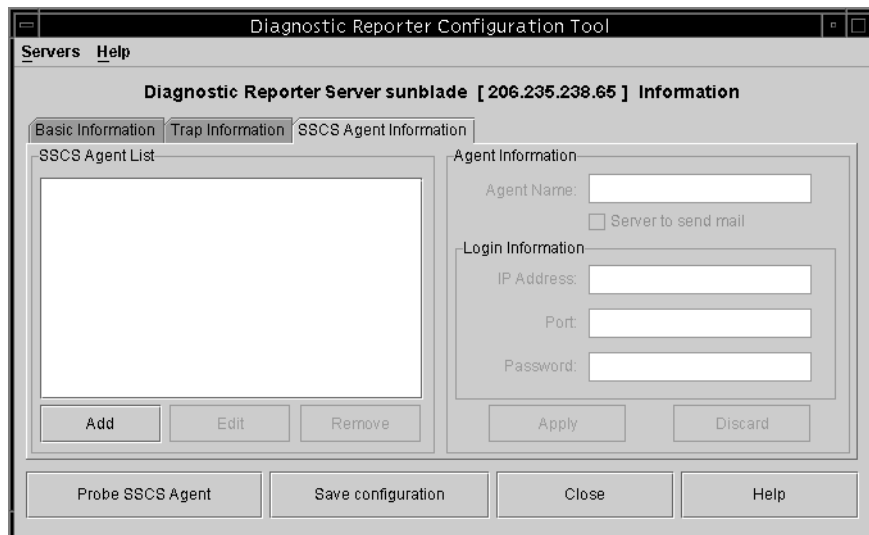 Diagnostic Reporter Configuration Tool
Servers Help
Diagnostic Reporter Server sunblade [ 206.235.238.65 ] Information
Basic Information Trap Information SSCS Agent Information
SSCS Agent List
Agent Information
Agent Name:
Server to send mail
Login Information
IP Address:
Port:
Password:
Add Edit Remove
Apply Discard
Probe SSCS Agent Save configuration Close Help